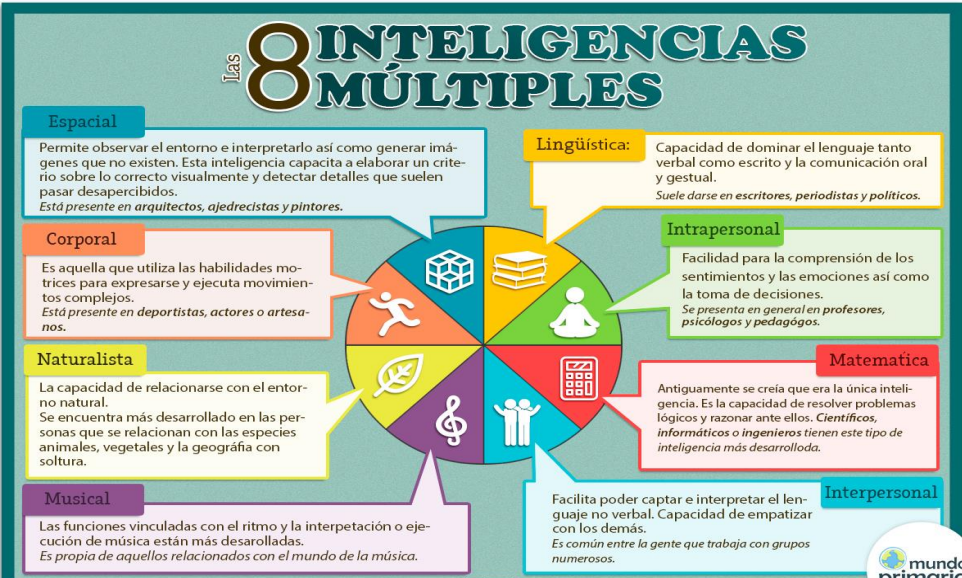 Las 8 INTELIGENCIAS
MÚLTIPLES
Espacial
Permite observar el entorno e interpretarlo así como generar imá-
genes que no existen. Esta inteligencia capacita a elaborar un crite-
rio sobre lo correcto visualmente y detectar detalles que suelen
pasar desapercibidos.
Está presente en arquitectos, ajedrecistas y pintores.
Lingüística:
Capacidad de dominar el lenguaje tanto
verbal como escrito y la comunicación oral
y gestual.
Suele darse en escritores, periodistas y políticos.
Corporal
Es aquella que utiliza las habilidades mo-
trices para expresarse y ejecuta movimien-
tos complejos.
Está presente en deportistas, actores o artesa-
nos.
Intrapersonal
Facilidad para la comprensión de los
sentimientos y las emociones así como
la toma de decisiones.
Se presenta en general en profesores,
psicólogos y pedagógos.
Naturalista
La capacidad de relacionarse con el entor-
no natural.
Se encuentra más desarrollado en las per-
sonas que se relacionan con las especies
animales, vegetales y la geográfia con
soltura.
Matematíca
Antiguamente se creía que era la única inteli-
gencia. Es la capacidad de resolver problemas
lógicos y razonar ante ellos. Científicos,
informáticos o ingenieros tienen este tipo de
inteligencia más desarrolloda.
Musical
Las funciones vinculadas con el ritmo y la interpetación o eje-
cución de música están más desarolladas.
Es propia de aquellos relacionados con el mundo de la música.
Interpersonal
Facilita poder captar e interpretar el len-
guaje no verbal. Capacidad de empatizar
con los demás.
Es común entre la gente que trabaja con grupos
numerosos.
mundo
primario